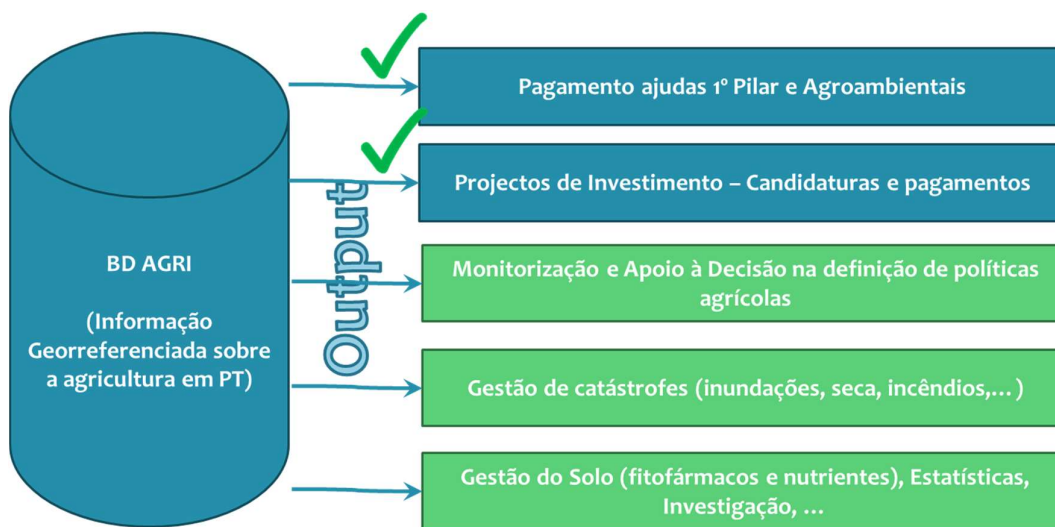 BD AGRI
(Informação
Georreferenciada sobre
a agricultura em PT)
Output
Pagamento ajudas 1º Pilar e Agroambientais
Projectos de Investimento – Candidaturas e pagamentos
Monitorização e Apoio à Decisão na definição de políticas
agrícolas
Gestão de catástrofes (inundações, seca, incêndios,… )
Gestão do Solo (fitofármacos e nutrientes), Estatísticas,
Investigação, …